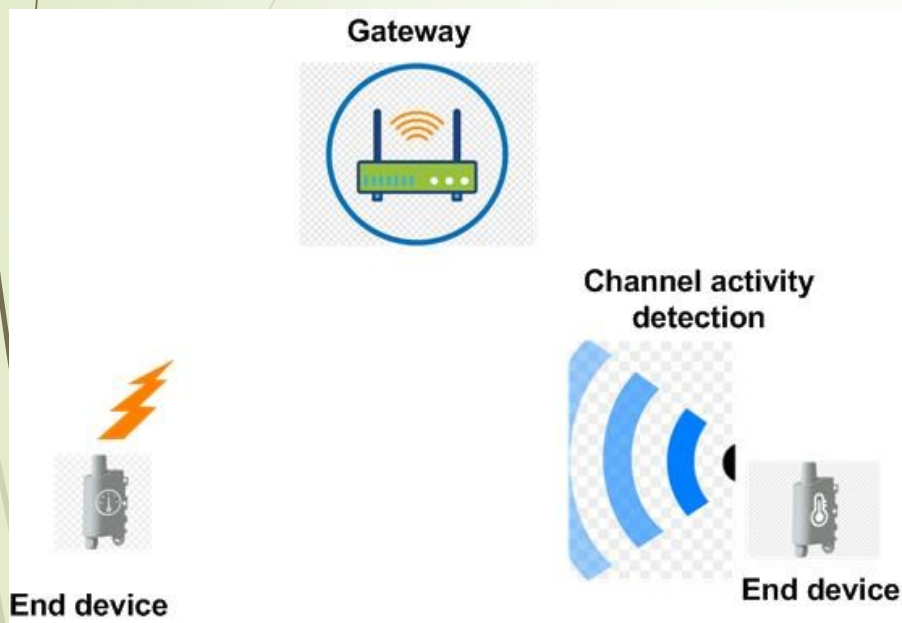 Gateway
Channel activity
detection
End device
End device